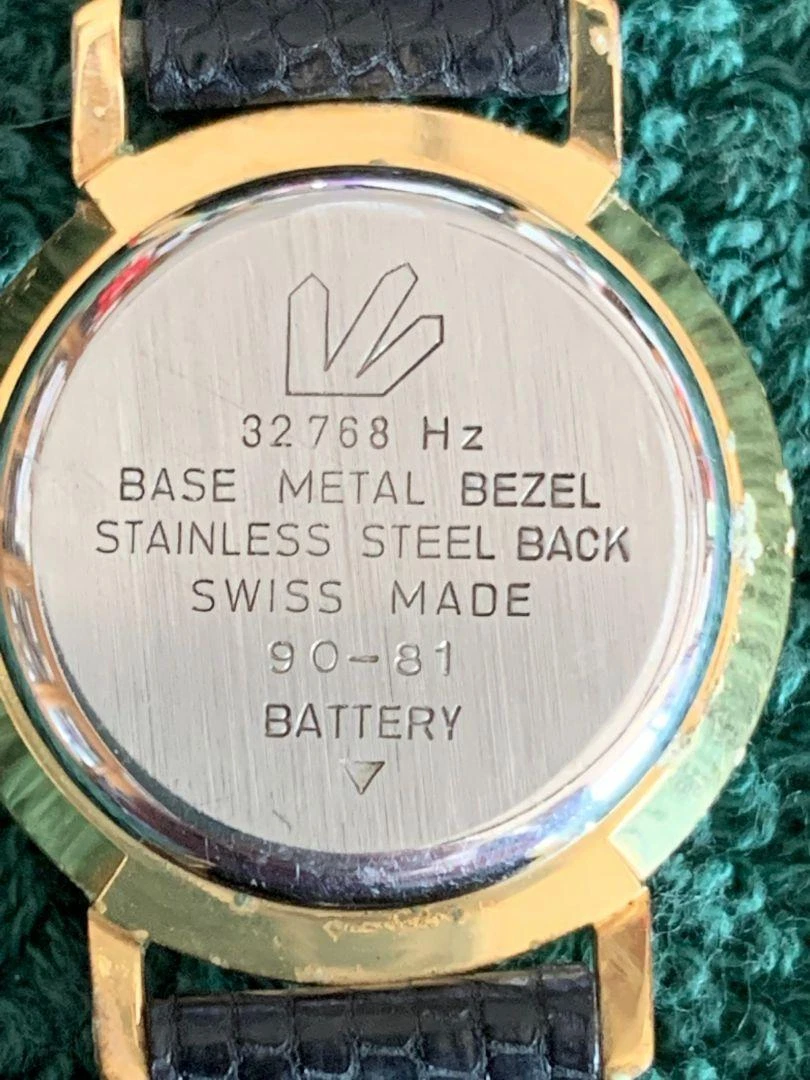 32768 Hz
BASE METAL BEZEL
STAINLESS STEEL BACK
SWISS MADE
90-81
BATTERY